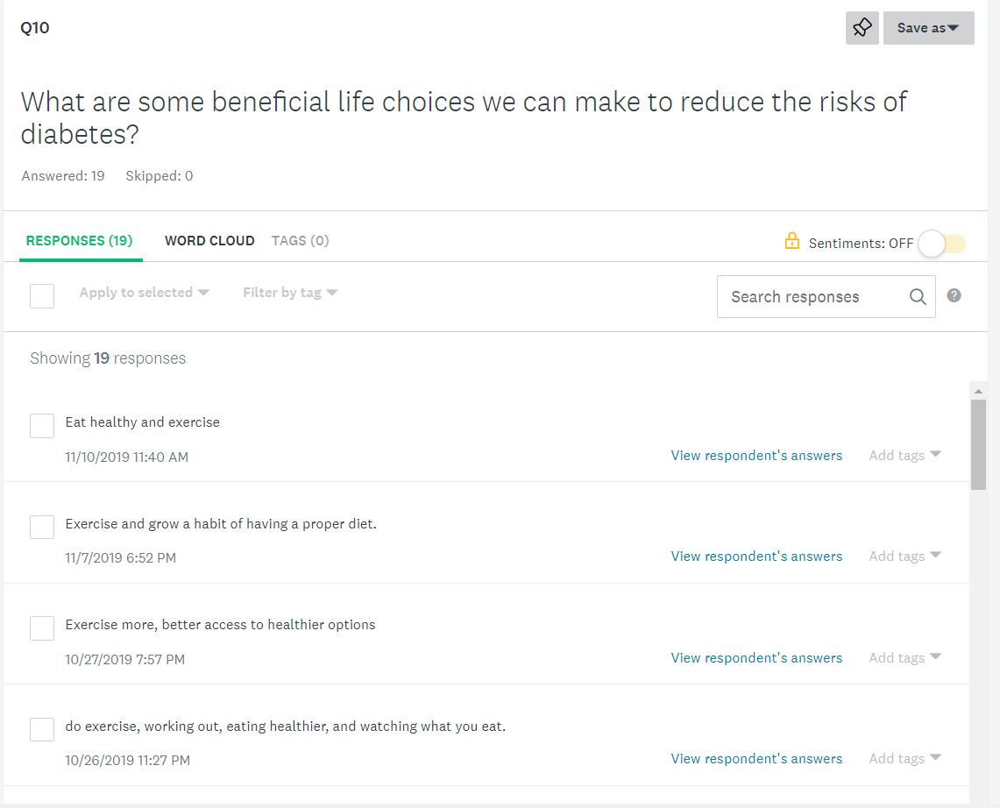 Q10
Save as
What are some beneficial life choices we can make to reduce the risks of
diabetes?
Answered: 19 Skipped: 0
RESPONSES (19) WORD CLOUD TAGS (0) Sentiments: OFF
Apply to selected Filter by tag Search responses ?
Showing 19 responses
Eat healthy and exercise
11/10/2019 11:40 AM View respondent's answers Add tags
Exercise and grow a habit of having a proper diet.
11/7/2019 6:52 PM View respondent's answers Add tags
Exercise more, better access to healthier options
10/27/2019 7:57 PM View respondent's answers Add tags
do exercise, working out, eating healthier, and watching what you eat.
10/26/2019 11:27 PM View respondent's answers Add tags